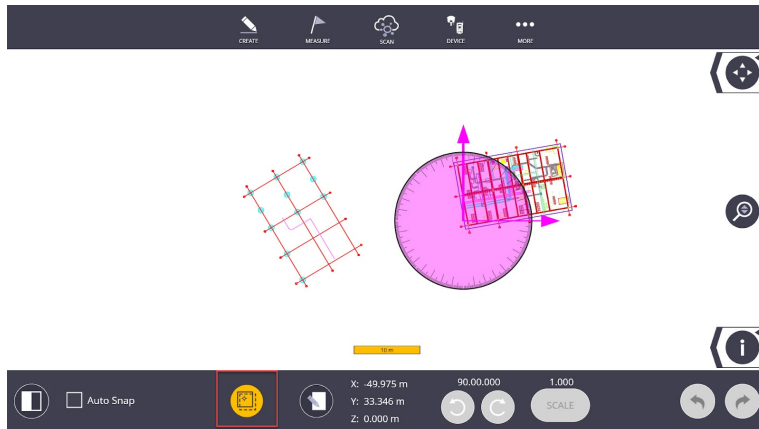 CREATE
MEASURE
SCAN
DEVICE
MORE
10 m
Auto Snap
X: -49.975 m
Y: 33.346 m
Z: 0.000 m
90.00.000
1.000
SCALE